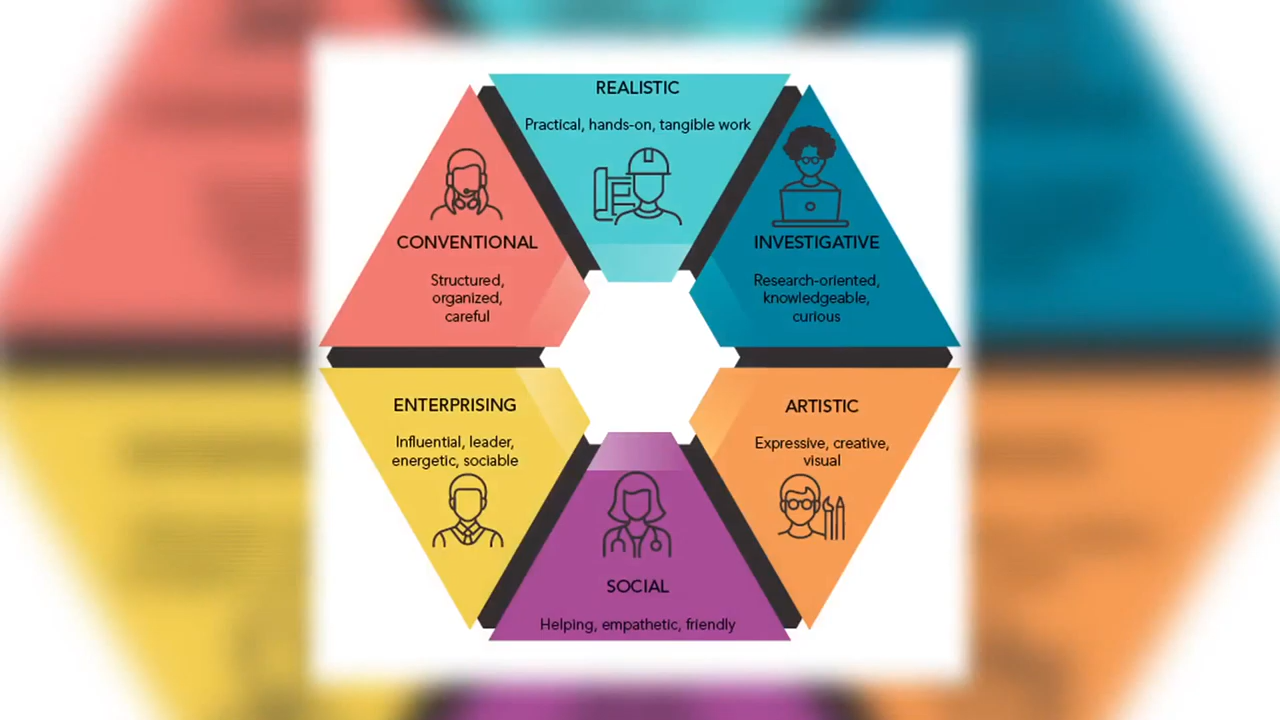 REALISTIC
Practical, hands-on, tangible work
CONVENTIONAL
Structured,
organized,
careful
INVESTIGATIVE
Research-oriented,
knowledgeable,
curious
ENTERPRISING
Influential, leader,
energetic, sociable
ARTISTIC
Expressive, creative,
visual
SOCIAL
Helping, empathetic, friendly